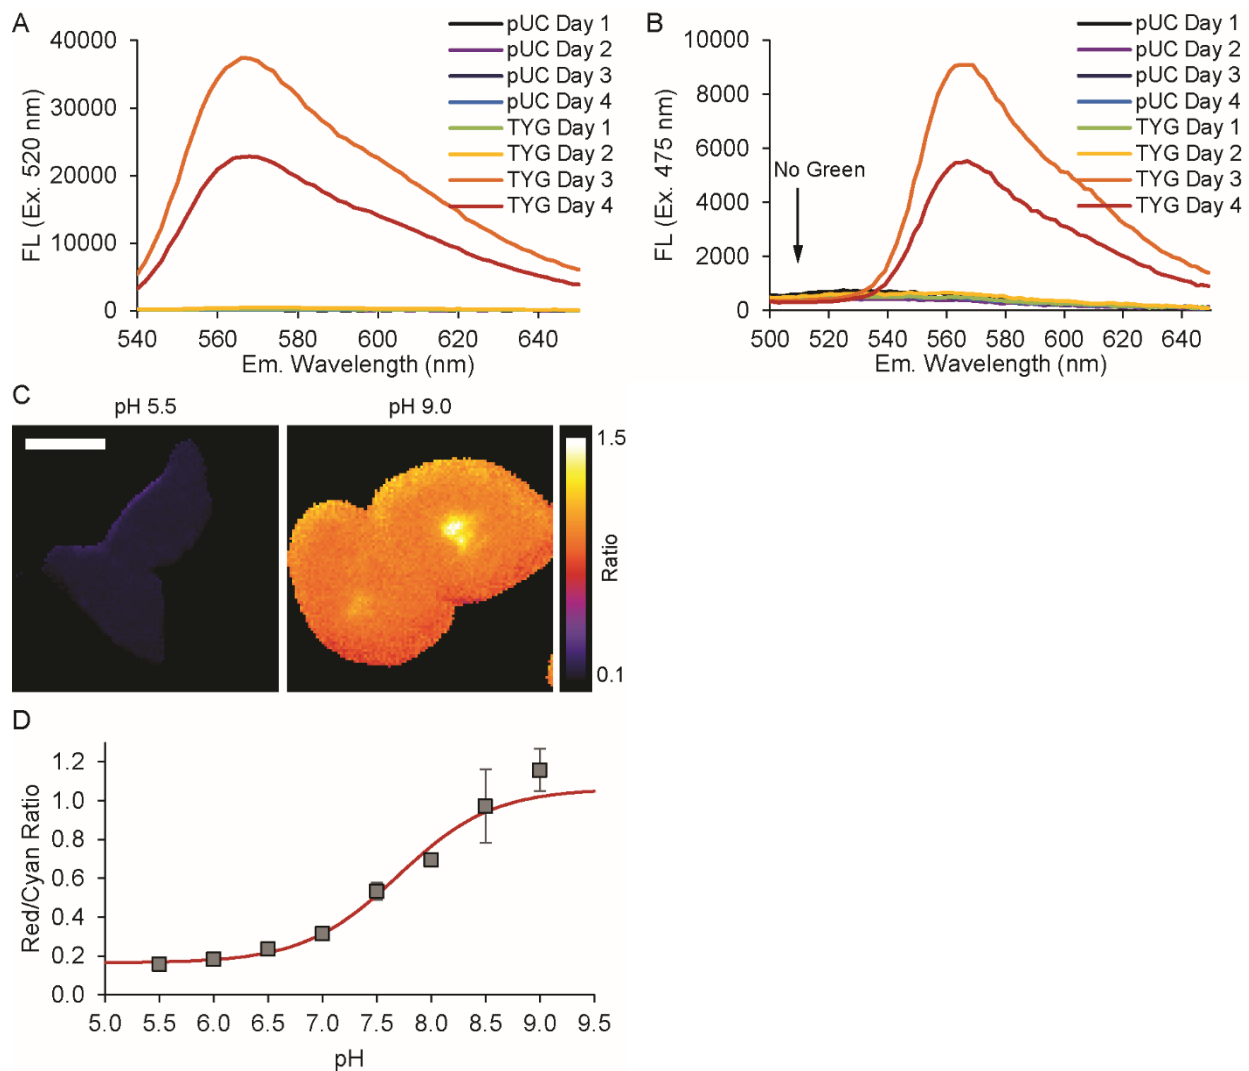 A
FL (Ex. 520 nm)
40000
30000
20000
10000
0
540 560 580 600 620 640
Em. Wavelength (nm)
pUC Day 1
pUC Day 2
pUC Day 3
pUC Day 4
TYG Day 1
TYG Day 2
TYG Day 3
TYG Day 4
B
FL (Ex. 475 nm)
10000
8000
6000
4000
2000
0
No Green
500 520 540 560 580 600 620 640
Em. Wavelength (nm)
pUC Day 1
pUC Day 2
pUC Day 3
pUC Day 4
TYG Day 1
TYG Day 2
TYG Day 3
TYG Day 4
C
pH 5.5
pH 9.0
1.5
Ratio
0.1
D
Red/Cyan Ratio
1.2
1.0
0.8
0.6
0.4
0.2
0.0
5.0 5.5 6.0 6.5 7.0 7.5 8.0 8.5 9.0 9.5
pH